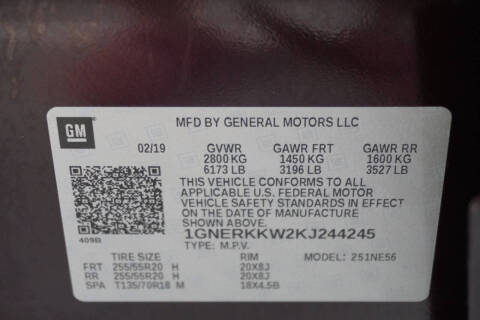 GM
MFD BY GENERAL MOTORS LLC
02/19 GVWR GAWR FRT GAWR RR
2800 KG 1450 KG 1600 KG
6173 LB 3196 LB 3527 LB
THIS VEHICLE CONFORMS TO ALL
APPLICABLE U.S. FEDERAL MOTOR
VEHICLE SAFETY STANDARDS IN
EFFECT ON THE DATE OF MANUFACTURE
SHOWN ABOVE.
1GNERKKW2KJ244245
409B TYPE: M.P.V.
TIRE SIZE RIM MODEL: 251NE56
FRT 255/55R20 H 20X8J
RR 255/55R20 H 20X8J
SPA T135/70R18 M 18X4.5B